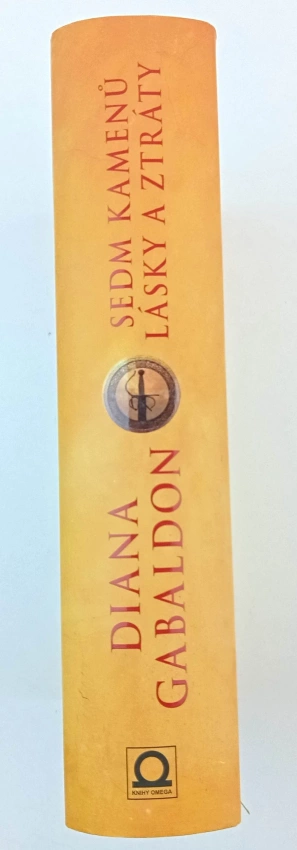 DIANA
GABALDON
SEDM KAMENŮ
LÁSKY A ZTRÁTY
KNIHY OMEGA